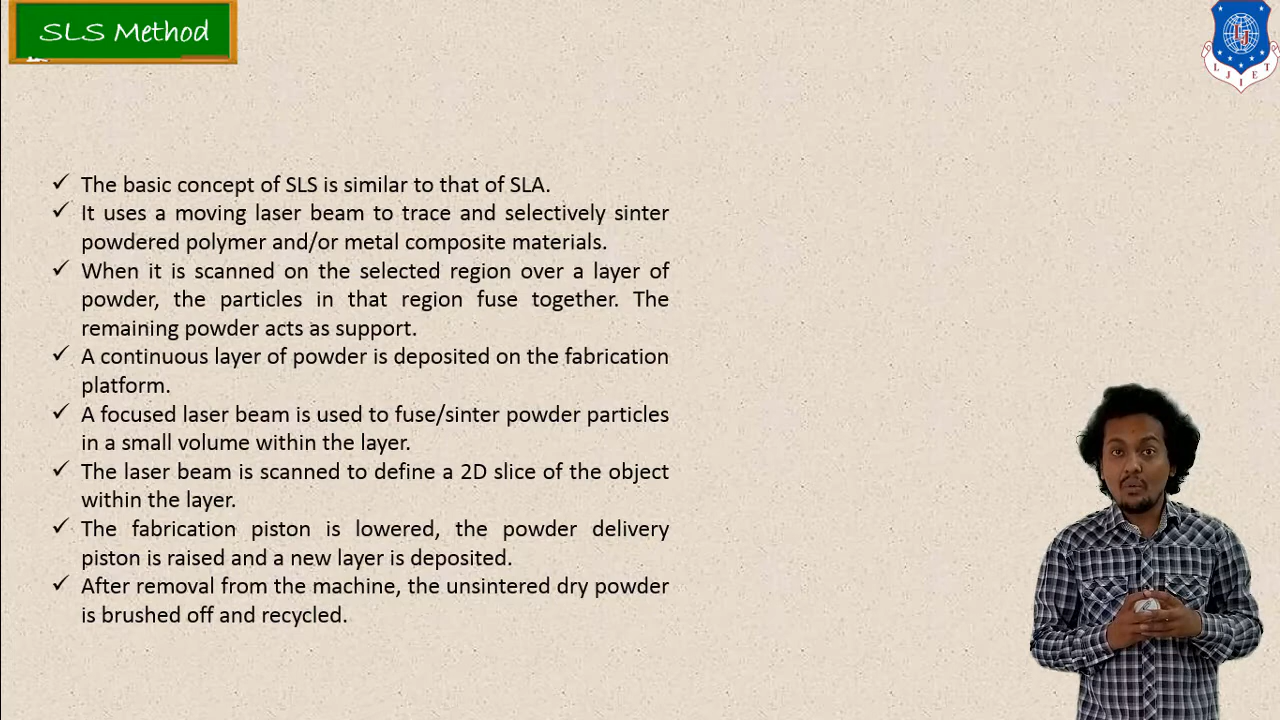 SLS Method
LJIET
✓ The basic concept of SLS is similar to that of SLA.
✓ It uses a moving laser beam to trace and selectively sinter
powdered polymer and/or metal composite materials.
✓ When it is scanned on the selected region over a layer of
powder, the particles in that region fuse together. The
remaining powder acts as support.
✓ A continuous layer of powder is deposited on the fabrication
platform.
✓ A focused laser beam is used to fuse/sinter powder particles
in a small volume within the layer.
✓ The laser beam is scanned to define a 2D slice of the object
within the layer.
✓ The fabrication piston is lowered, the powder delivery
piston is raised and a new layer is deposited.
✓ After removal from the machine, the unsintered dry powder
is brushed off and recycled.